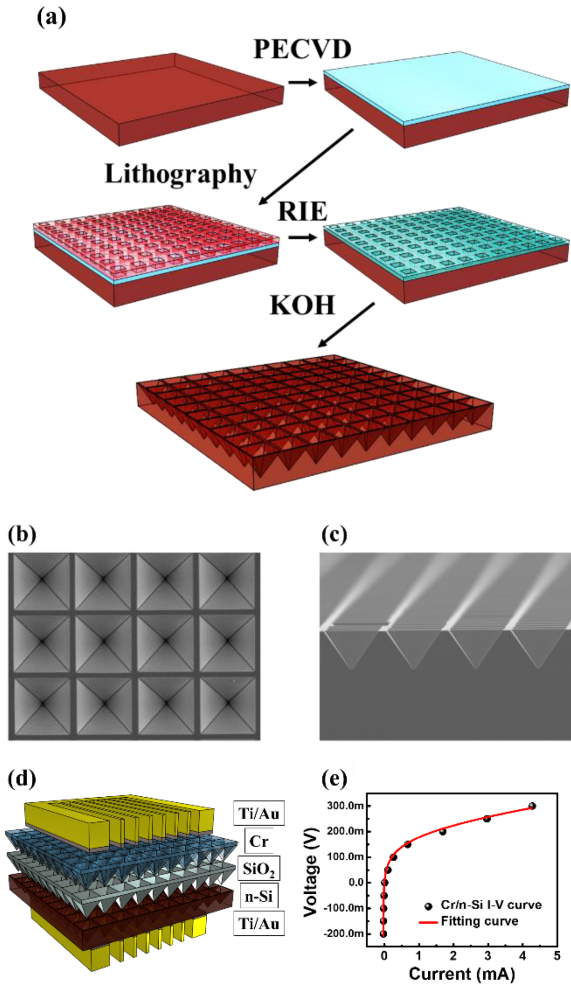 (a)
PECVD
Lithography
RIE
KOH
(b)
(c)
(d)
Ti/Au
Cr
SiO₂
n-Si
Ti/Au
(e)
Voltage (V)
300.0m
200.0m
100.0m
0.0
-100.0m
-200.0m
Cr/n-Si I-V curve
Fitting curve
0 1 2 3 4 5
Current (mA)